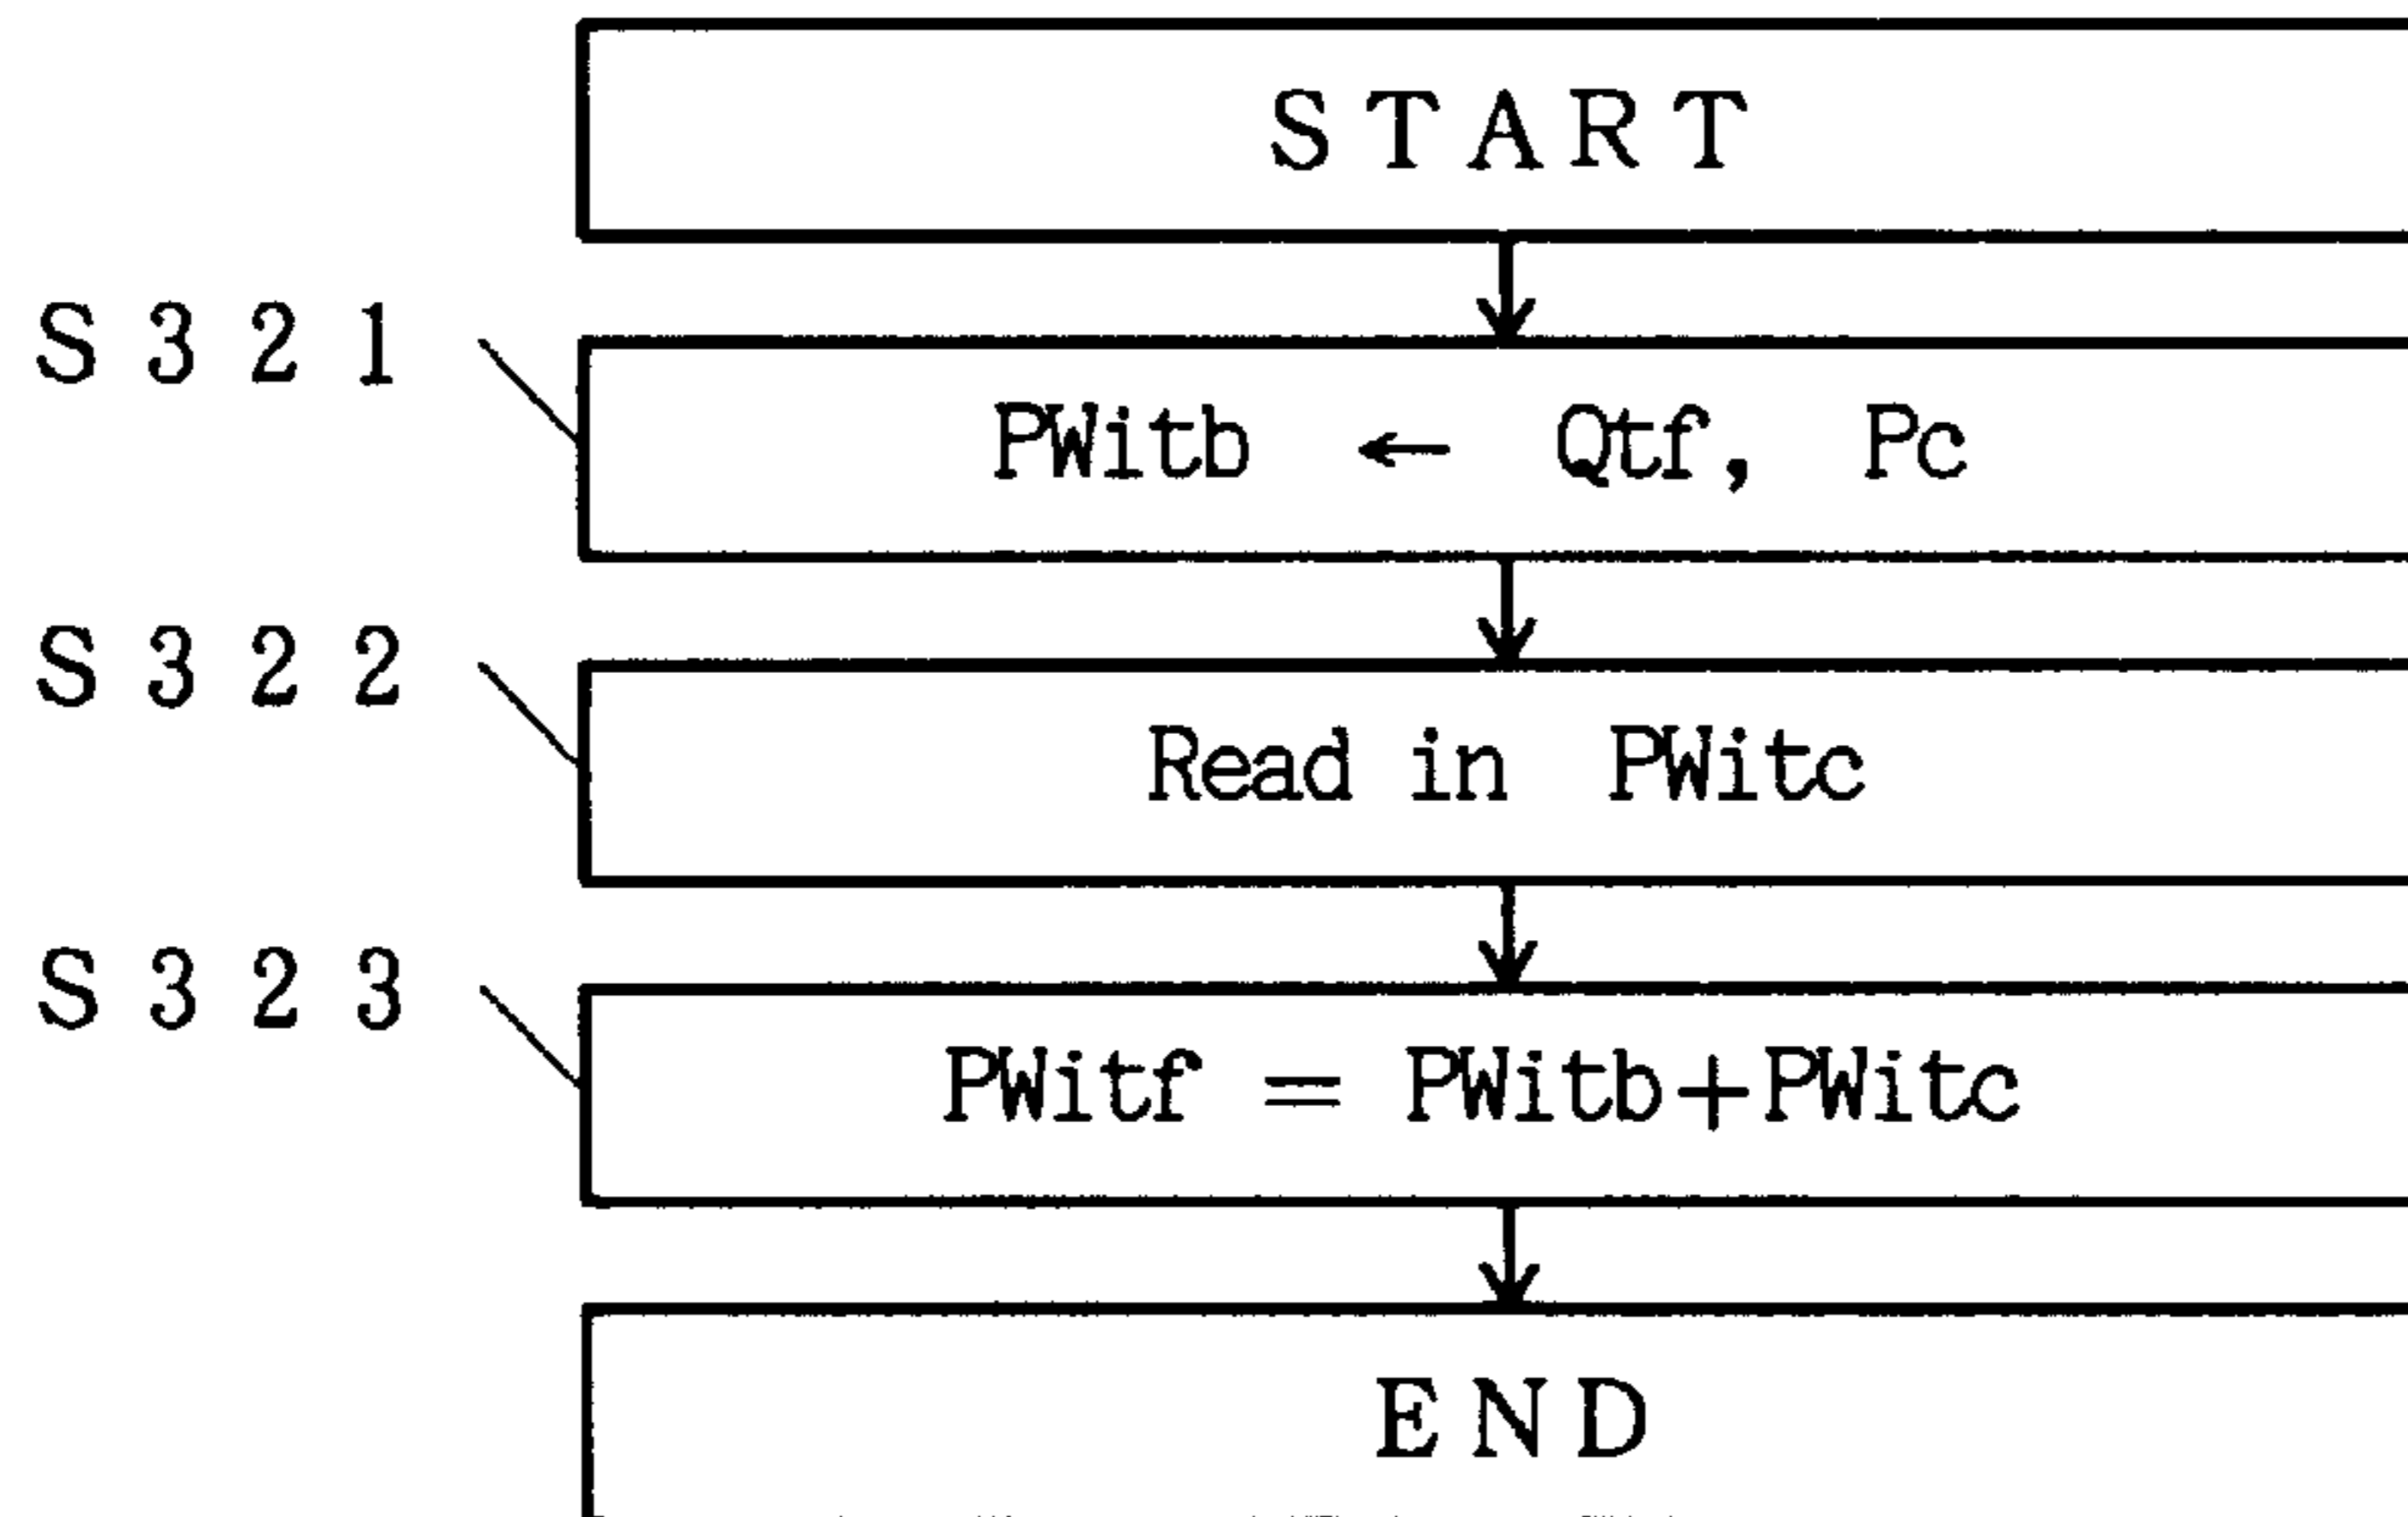 START
S321
PWitb ← Qtf, Pc
S322
Read in PWitc
S323
PWitf = PWitb+PWitc
END